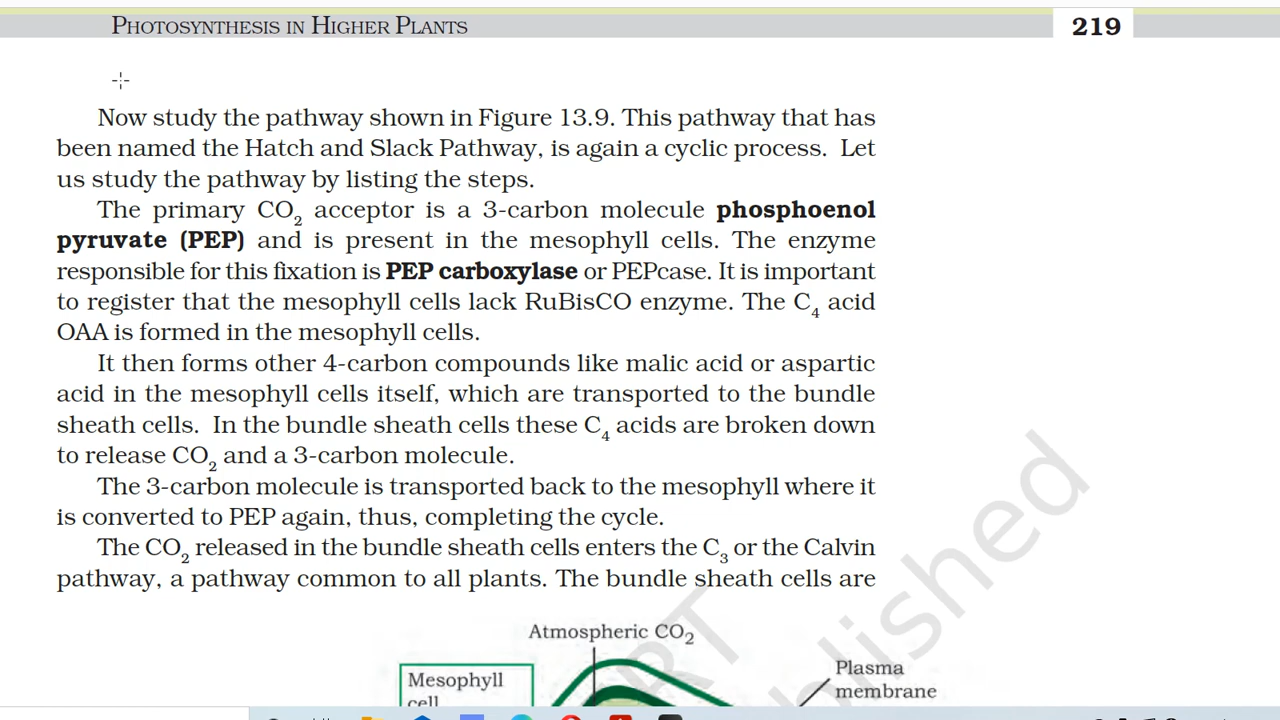 PHOTOSYNTHESIS IN HIGHER PLANTS
219
Now study the pathway shown in Figure 13.9. This pathway that has
been named the Hatch and Slack Pathway, is again a cyclic process. Let
us study the pathway by listing the steps.
The primary CO₂ acceptor is a 3-carbon molecule phosphoenol
pyruvate (PEP) and is present in the mesophyll cells. The enzyme
responsible for this fixation is PEP carboxylase or PEPcase. It is important
to register that the mesophyll cells lack RuBisCO enzyme. The C₄ acid
OAA is formed in the mesophyll cells.
It then forms other 4-carbon compounds like malic acid or aspartic
acid in the mesophyll cells itself, which are transported to the bundle
sheath cells. In the bundle sheath cells these C₄ acids are broken down
to release CO₂ and a 3-carbon molecule.
The 3-carbon molecule is transported back to the mesophyll where it
is converted to PEP again, thus, completing the cycle.
The CO₂ released in the bundle sheath cells enters the C₃ or the Calvin
pathway, a pathway common to all plants. The bundle sheath cells are
Atmospheric CO₂
Mesophyll
cell
Plasma
membrane
RT
blished